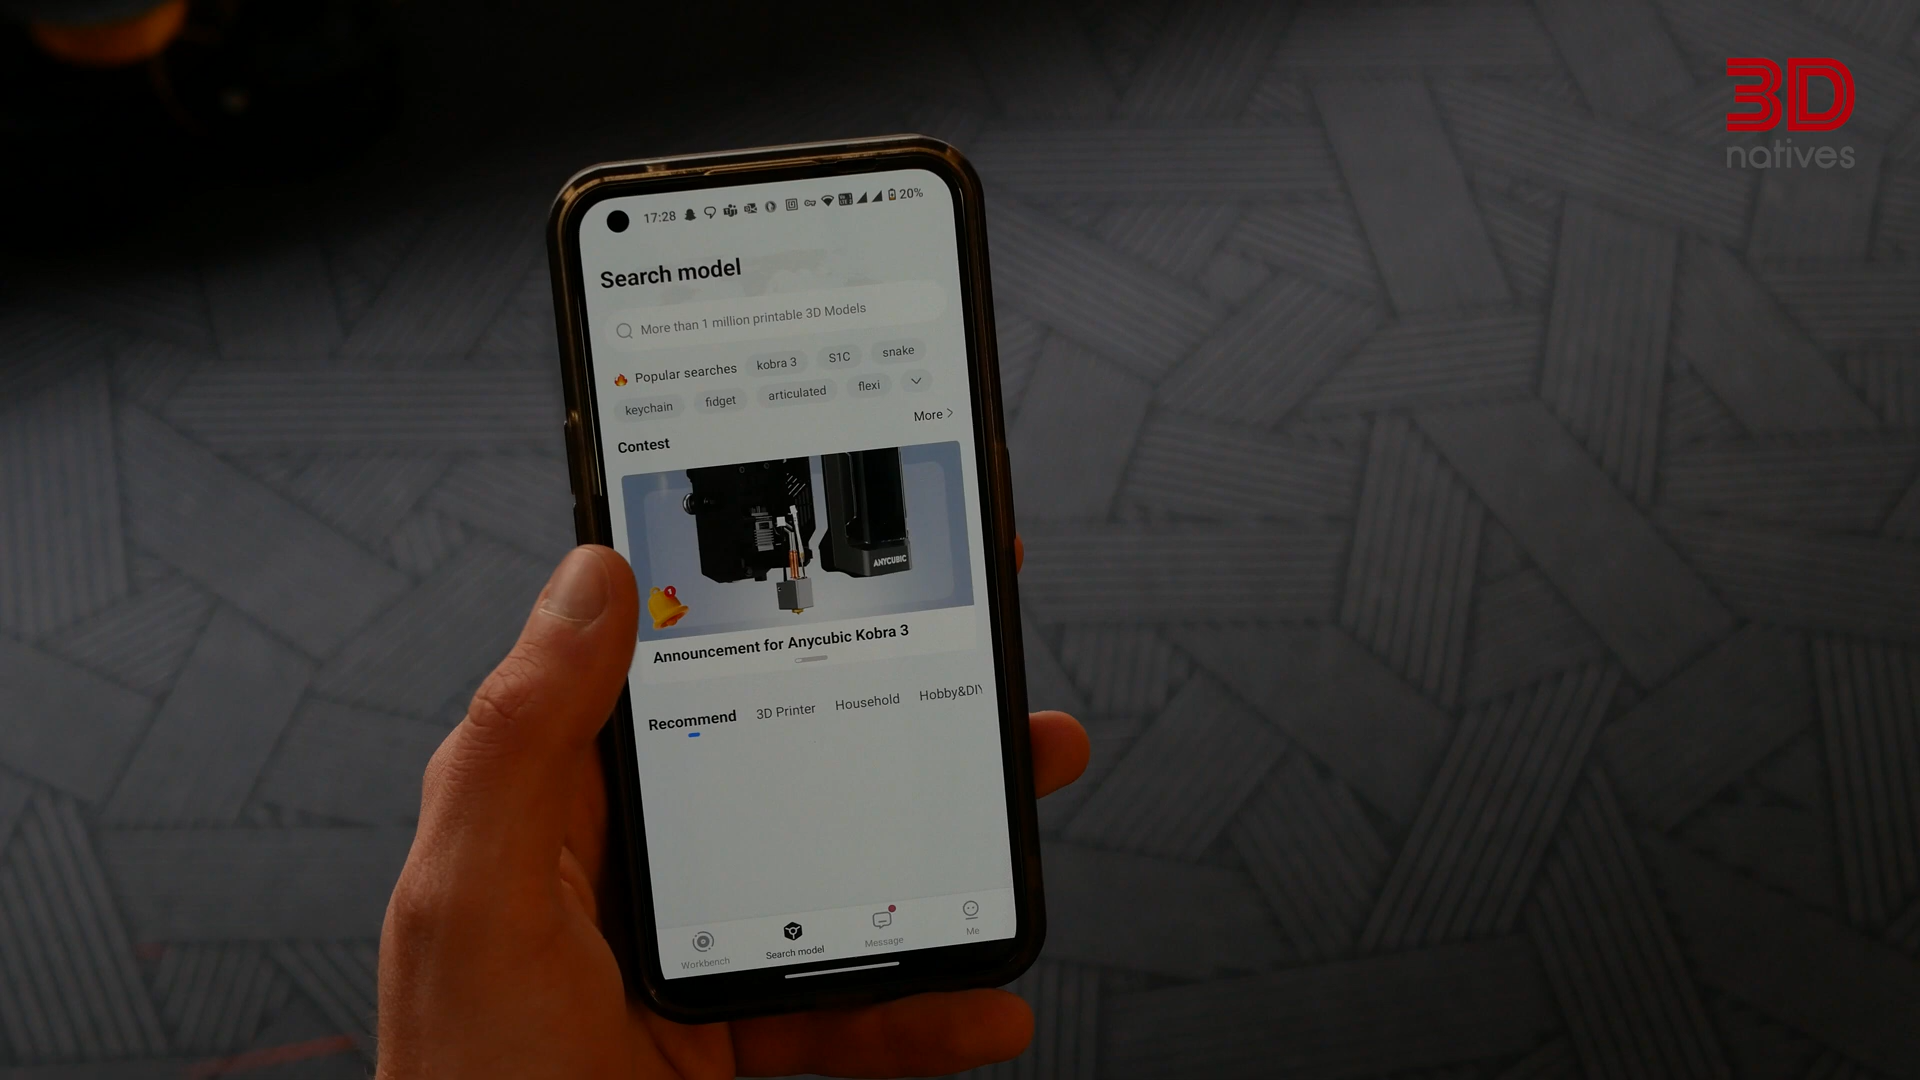 3D
natives
17:28 20%
Search model
More than 1 million printable 3D Models
Popular searches kobra 3 S1C snake
keychain fidget articulated flexi
More >
Contest
ANYCUBIC
1
Announcement for Anycubic Kobra 3
Recommend 3D Printer Household Hobby&DIY
Workbench Search model Message Me